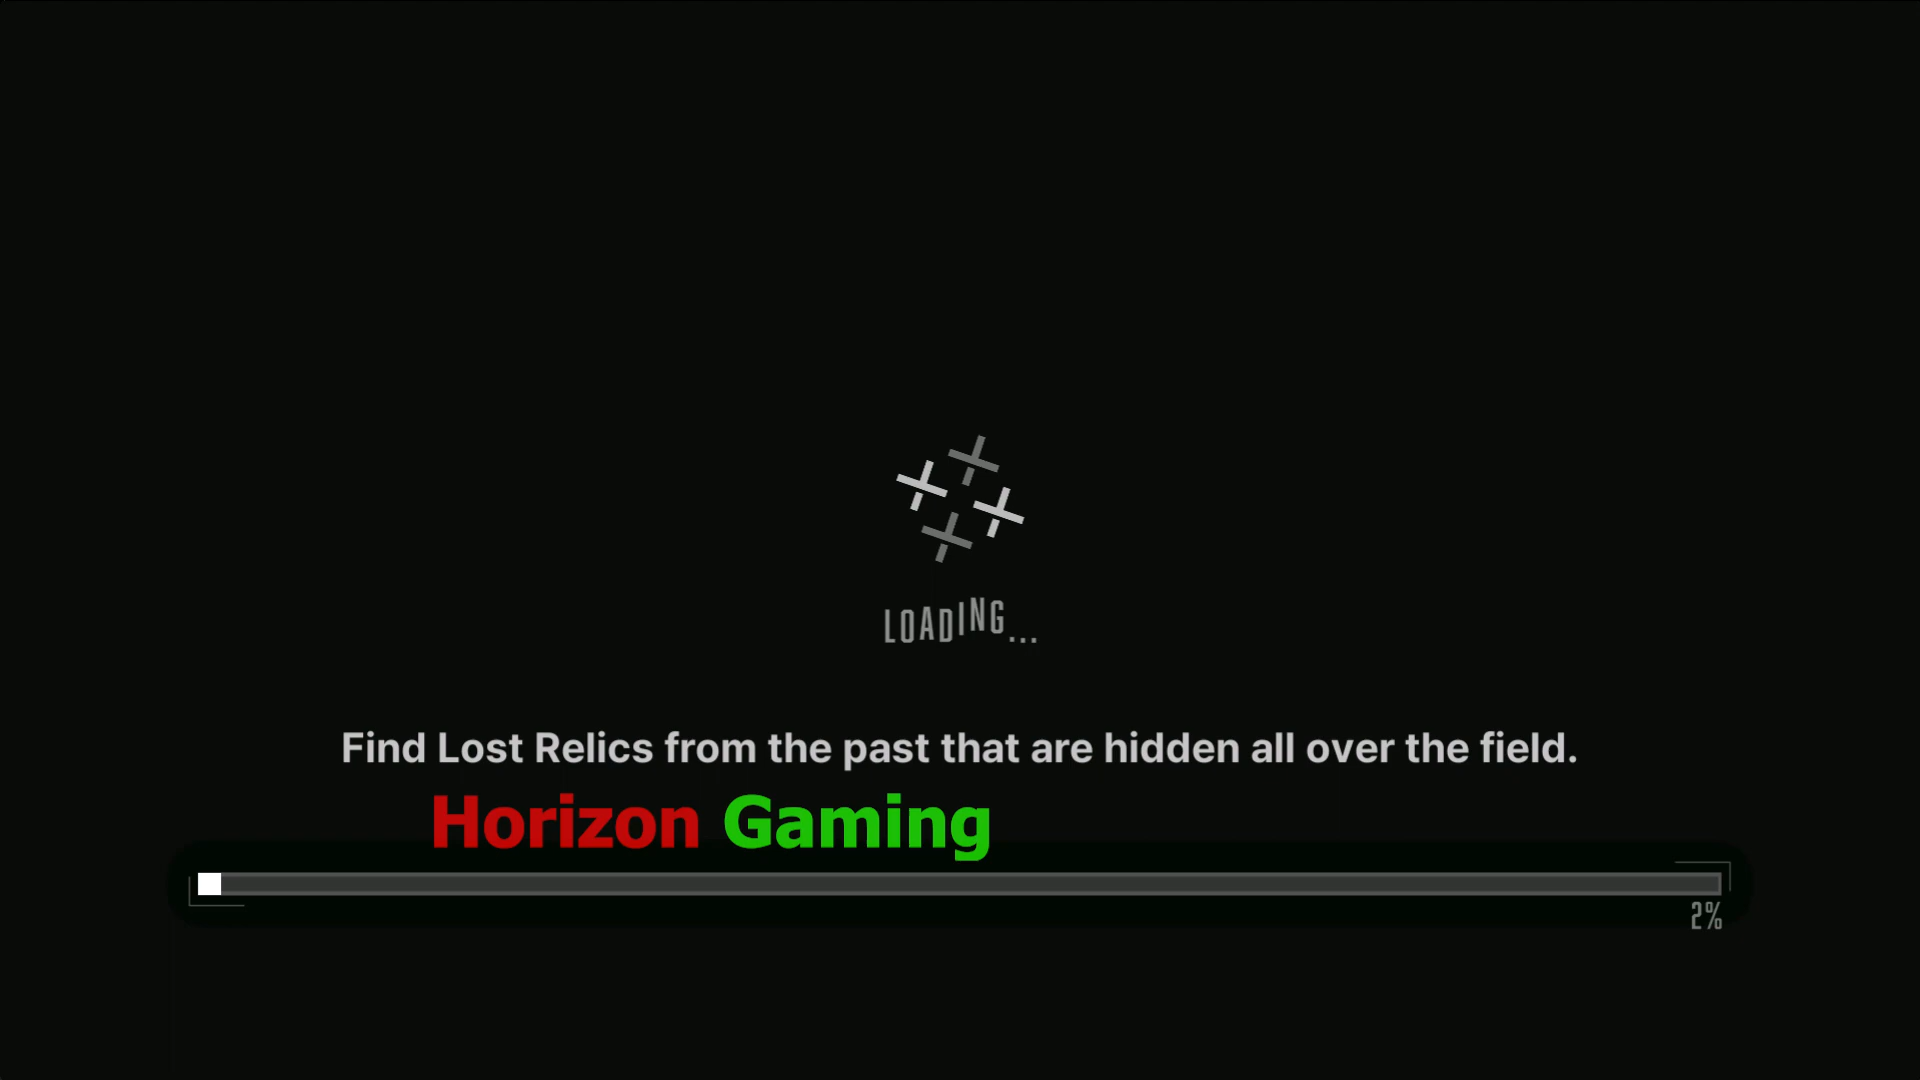 LOADING...
Find Lost Relics from the past that are hidden all over the field.
Horizon Gaming
2%